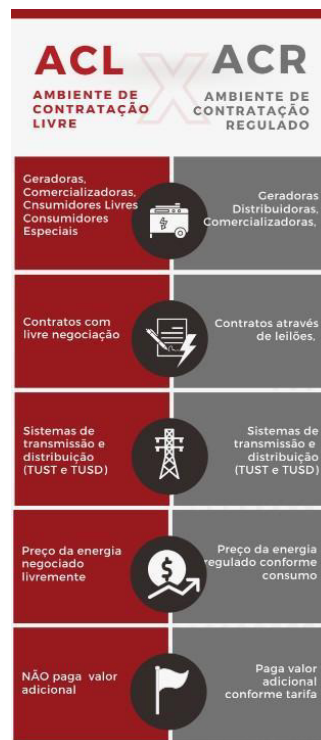 ACL
AMBIENTE DE
CONTRATAÇÃO
LIVRE
X
ACR
AMBIENTE DE
CONTRATAÇÃO
REGULADO
Geradoras,
Comercializadoras,
Cnsumidores Livres
Consumidores
Especiais
Geradoras
Distribuidoras,
Comercializadoras,
Contratos com
livre negociação
Contratos através
de leilões,
Sistemas de
transmissão e
distribuição
(TUST e TUSD)
Sistemas de
transmissão e
distribuição
(TUST e TUSD)
Preço da energia
negociado
livremente
$
Preço da energia
regulado conforme
consumo
NÃO paga valor
adicional
Paga valor
adicional
conforme tarifa